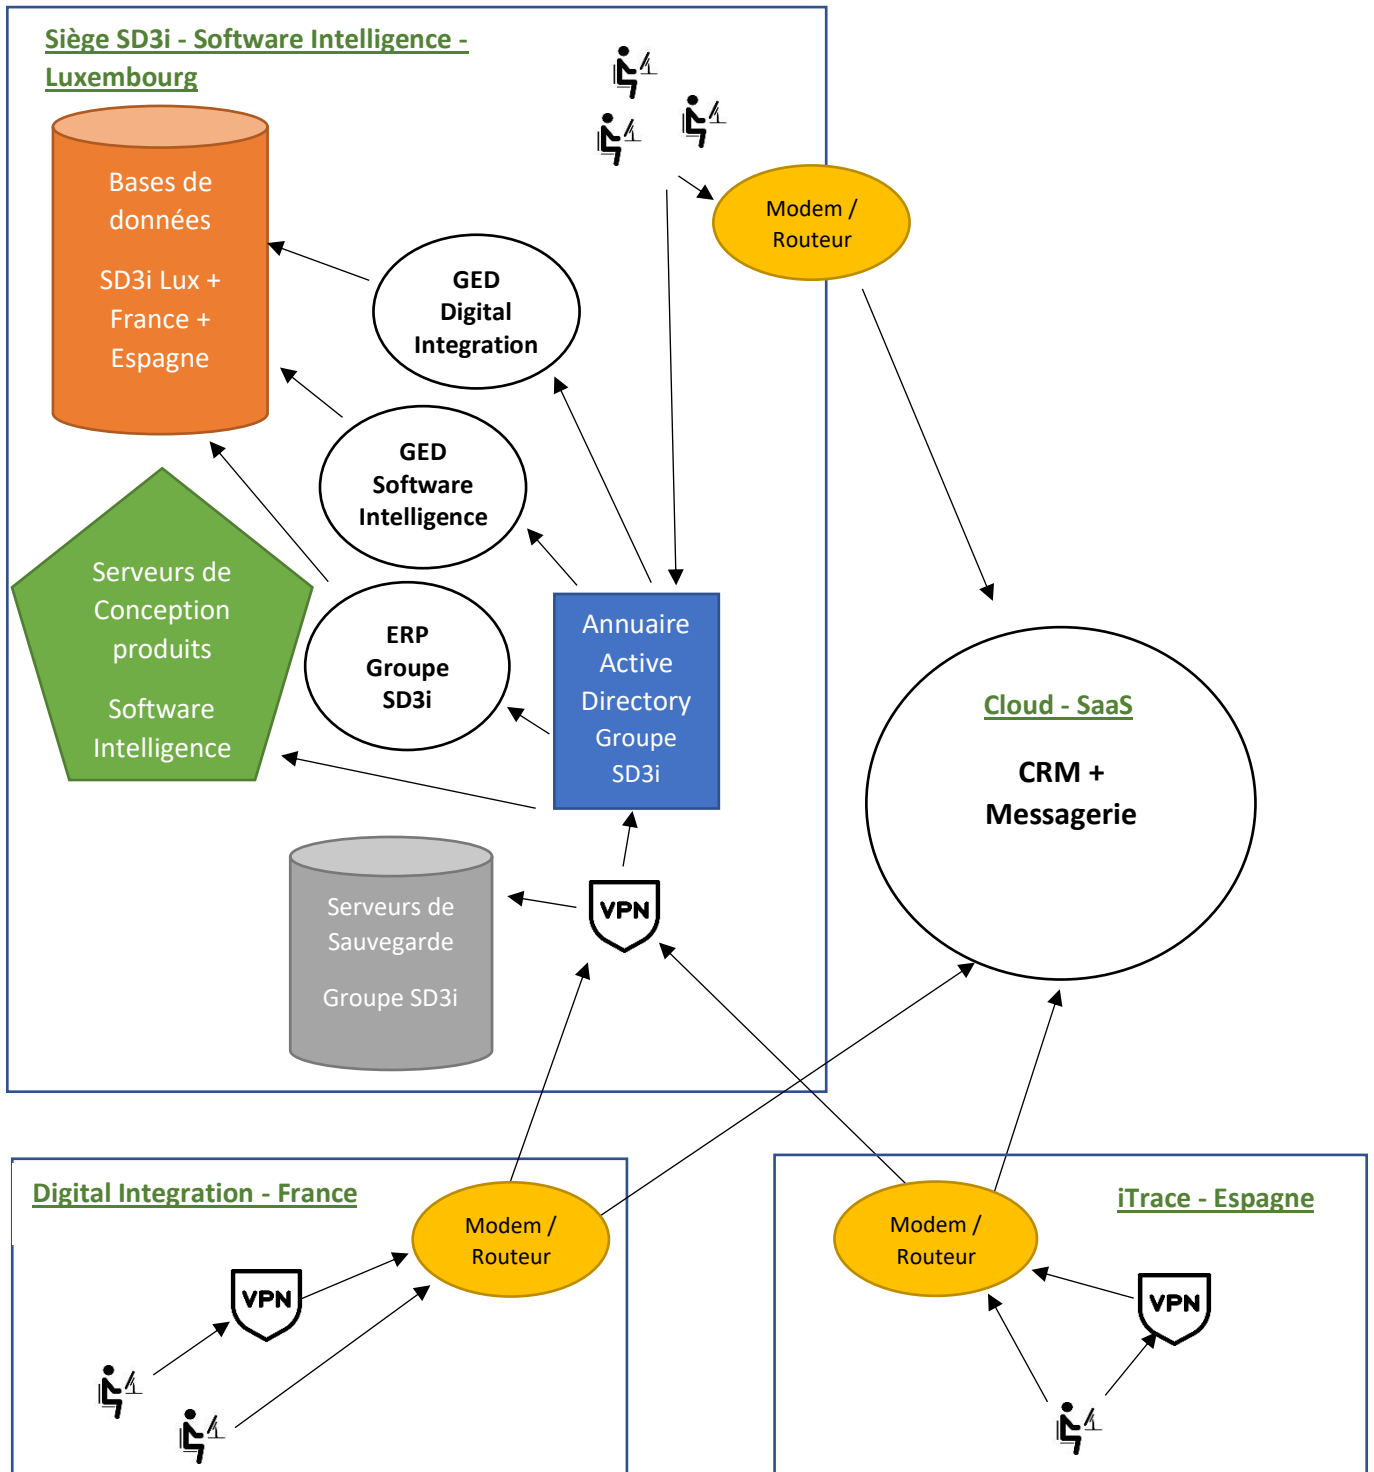 Siège SD3i - Software Intelligence -
Luxembourg
Bases de
données
SD3i Lux +
France +
Espagne
Modem /
Routeur
GED
Digital
Integration
GED
Software
Intelligence
Serveurs de
Conception
produits
Software
Intelligence
ERP
Groupe
SD3i
Annuaire
Active
Directory
Groupe
SD3i
Cloud - SaaS
CRM +
Messagerie
Serveurs de
Sauvegarde
Groupe SD3i
VPN
Digital Integration - France
Modem /
Routeur
VPN
iTrace - Espagne
Modem /
Routeur
VPN